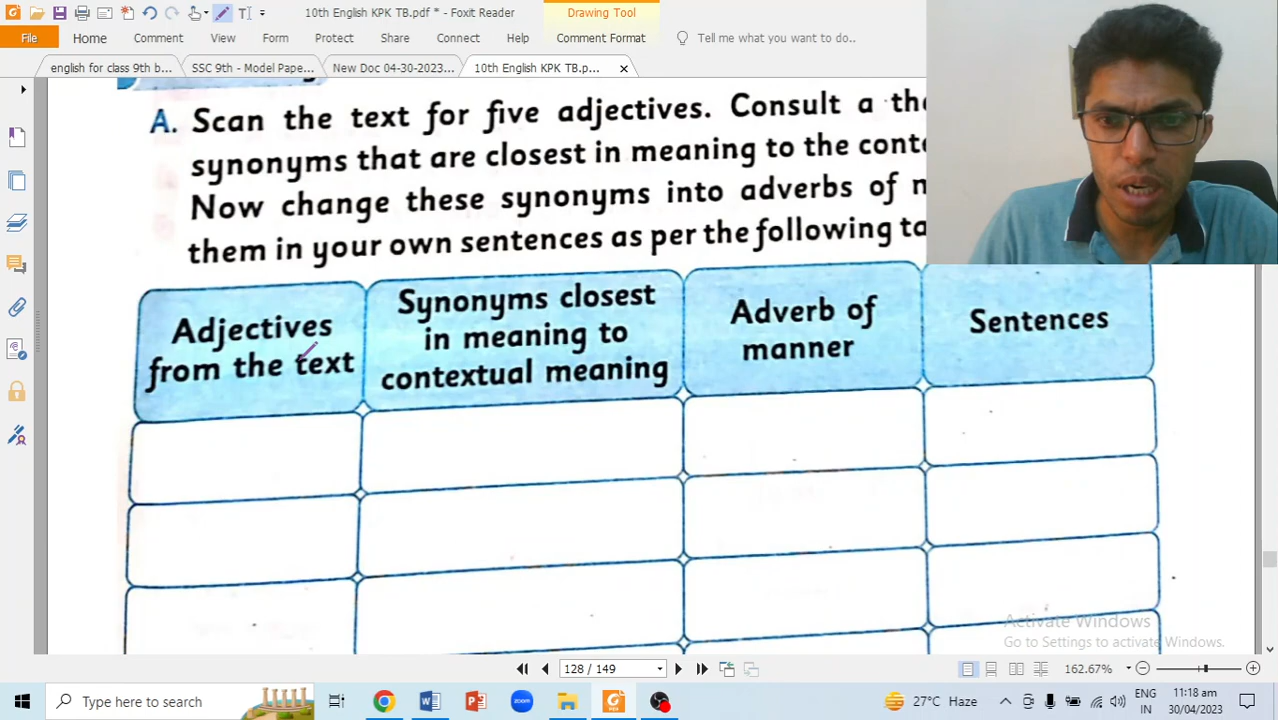 10th English KPK TB.pdf * - Foxit Reader
Drawing Tool
File
Home
Comment
View
Form
Protect
Share
Connect
Help
Comment Format
Tell me what you want to do..
english for class 9th b...
SSC 9th - Model Pape...
New Doc 04-30-2023...
10th English KPK TB.p...
A. Scan the text for five adjectives. Consult a
synonyms that are closest in meaning to the
Now change these synonyms into adverbs of
them in your own sentences as per the following
Adjectives
from the text
Synonyms closest
in meaning to
contextual meaning
Adverb of
manner
Sentences
Activate Windows
Go to Settings to activate Windows.
128 / 149
162.67%
Type here to search
27°C Haze
ENG
IN
11:18 am
30/04/2023